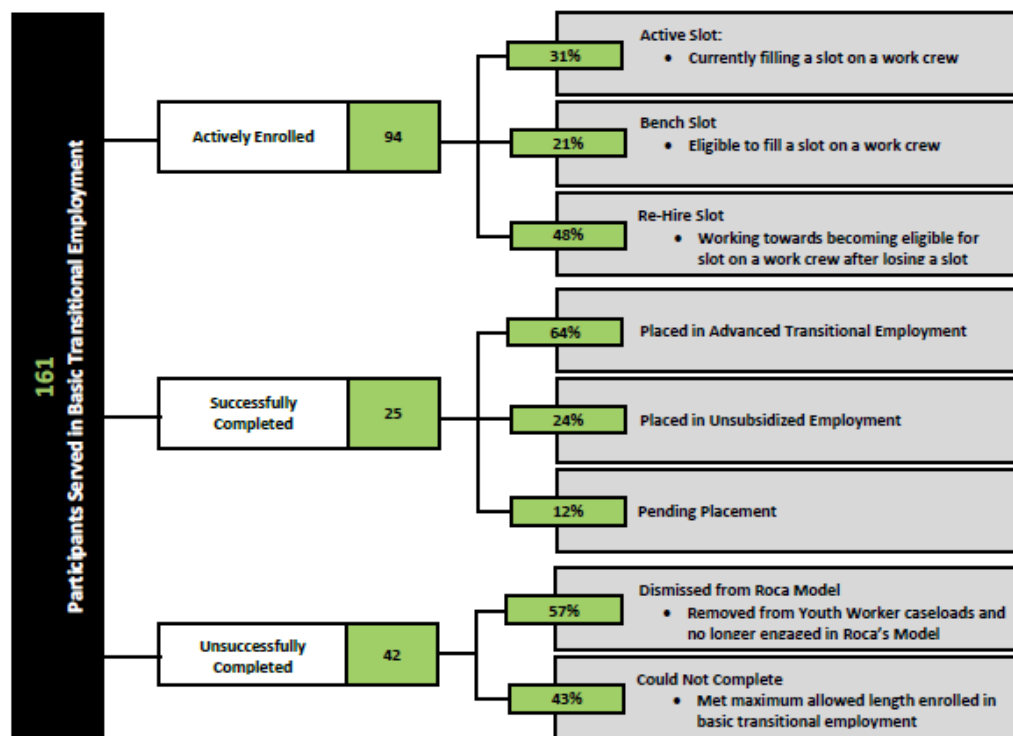 161
Participants Served in Basic Transitional Employment
Actively Enrolled
94
31%
Active Slot:
• Currently filling a slot on a work crew
21%
Bench Slot
• Eligible to fill a slot on a work crew
48%
Re-Hire Slot
• Working towards becoming eligible for
slot on a work crew after losing a slot
Successfully
Completed
25
64%
Placed in Advanced Transitional Employment
24%
Placed in Unsubsidized Employment
12%
Pending Placement
Unsuccessfully
Completed
42
57%
Dismissed from Roca Model
• Removed from Youth Worker caseloads and
no longer engaged in Roca's Model
43%
Could Not Complete
• Met maximum allowed length enrolled in
basic transitional employment